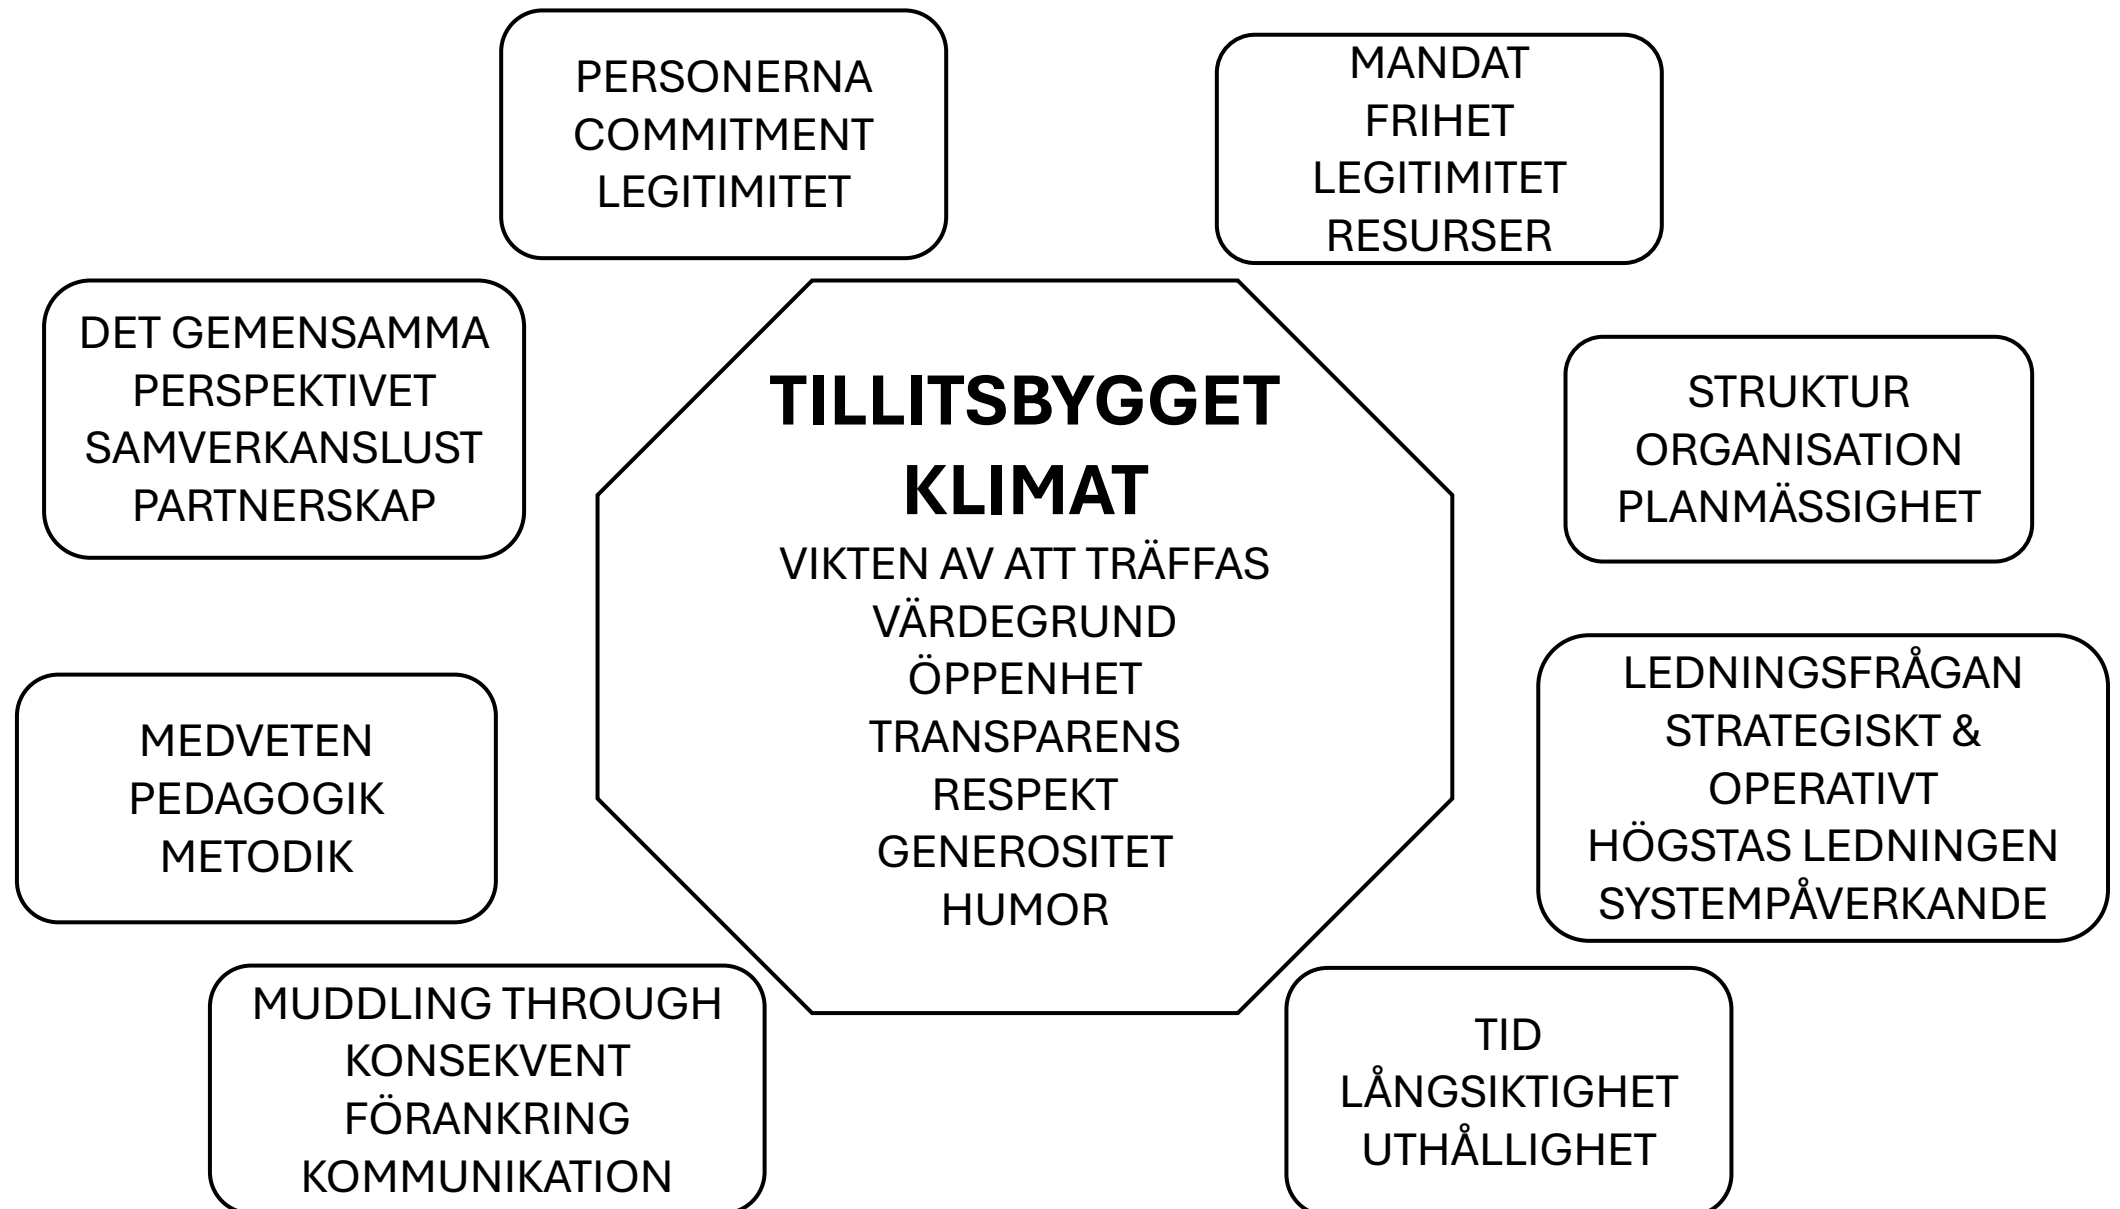 PERSONERNA
COMMITMENT
LEGITIMITET
MANDAT
FRIHET
LEGITIMITET
RESURSER
DET GEMENSAMMA
PERSPEKTIVET
SAMVERKANSLUST
PARTNERSKAP
TILLITSBYGGET
KLIMAT
VIKTEN AV ATT TRÄFFAS
VÄRDEGRUND
ÖPPENHET
TRANSPARENS
RESPEKT
GENEROSITET
HUMOR
STRUKTUR
ORGANISATION
PLANMÄSSIGHET
MEDVETEN
PEDAGOGIK
METODIK
LEDNINGSFRÅGAN
STRATEGISKT &
OPERATIVT
HÖGSTAS LEDNINGEN
SYSTEMPÅVERKANDE
MUDDLING THROUGH
KONSEKVENT
FÖRANKRING
KOMMUNIKATION
TID
LÅNGSIKTIGHET
UTHÅLLIGHET